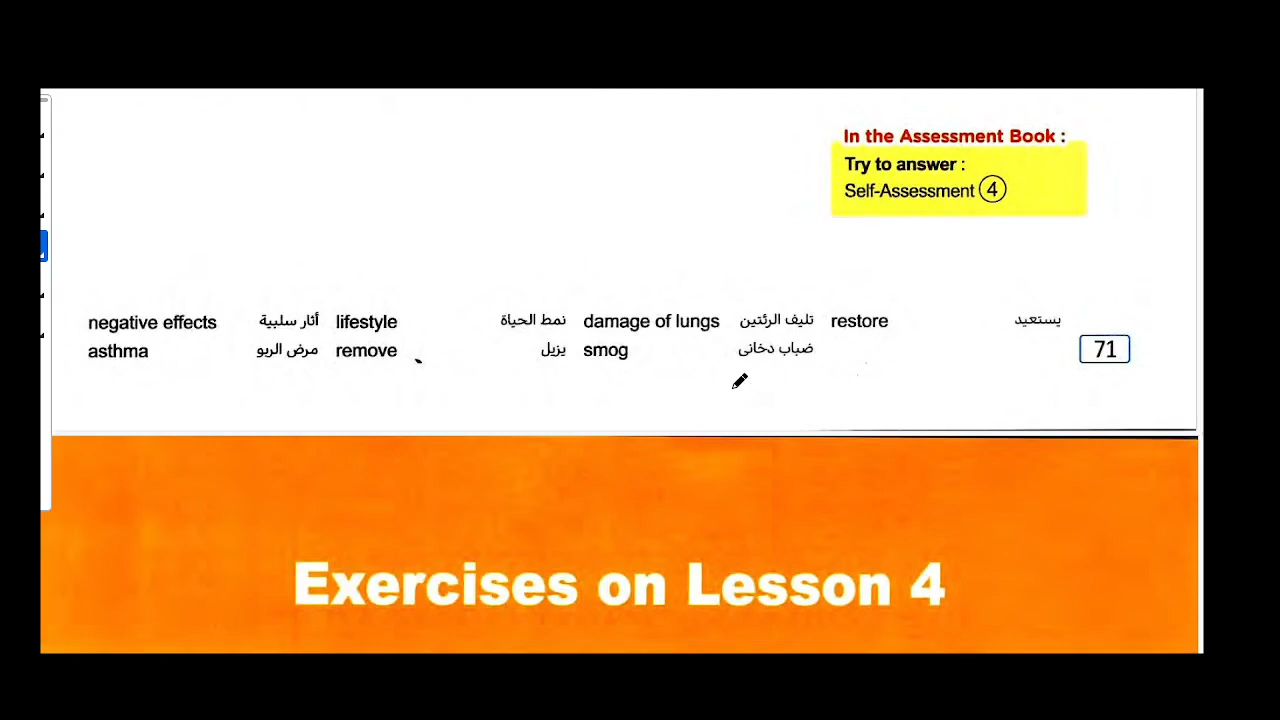 In the Assessment Book :
Try to answer :
Self-Assessment 4
negative effects أثار سلبية lifestyle نمط الحياة damage of lungs تليف الرئتين restore يستعيد
asthma مرض الربو remove يزيل smog ضباب دخانى
71
Exercises on Lesson 4